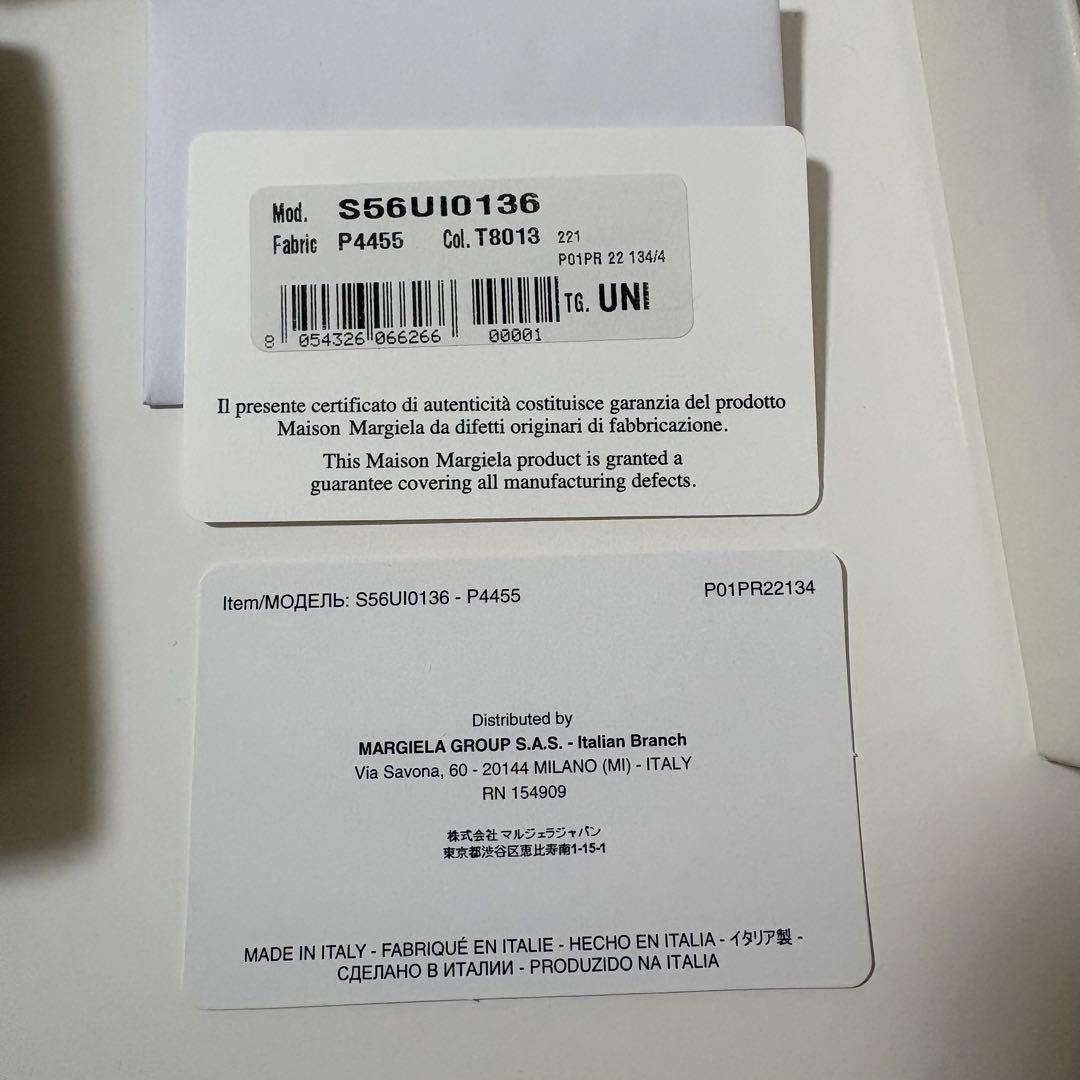 Mod. S56UI0136
Fabric P4455 Col. T8013 221
P01PR 22 134/4
TG. UNI
8 054326 066266 00001
Il presente certificato di autenticità costituisce garanzia del prodotto
Maison Margiela da difetti originari di fabbricazione.
This Maison Margiela product is granted a
guarantee covering all manufacturing defects.
Item/МОДЕЛЬ: S56UI0136 - P4455 P01PR22134
Distributed by
MARGIELA GROUP S.A.S. - Italian Branch
Via Savona, 60 - 20144 MILANO (MI) - ITALY
RN 154909
株式会社 マルジェラジャパン
東京都渋谷区恵比寿南1-15-1
MADE IN ITALY - FABRIQUÉ EN ITALIE - HECHO EN ITALIA - イタリア製 -
СДЕЛАНО В ИТАЛИИ - PRODUZIDO NA ITALIA